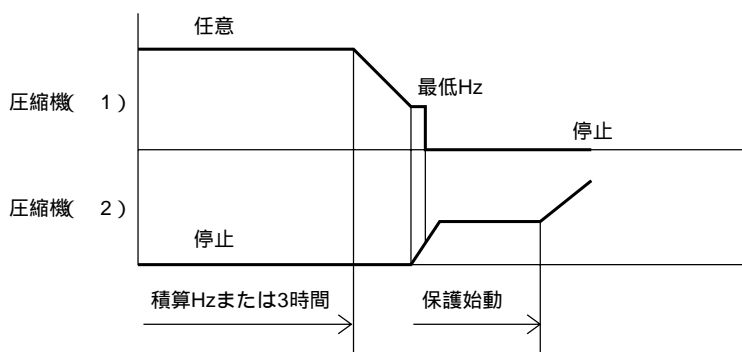 任意
圧縮機( 1)
最低Hz
停止
圧縮機( 2)
停止
積算Hzまたは3時間
保護始動